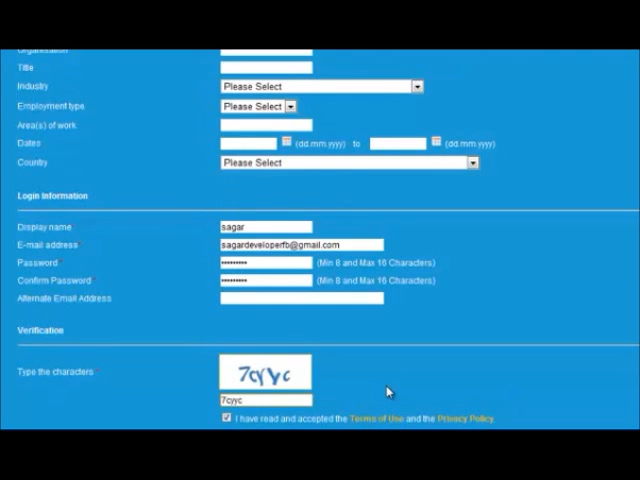 Organisation
Title
Industry Please Select
Employment type Please Select
Area(s) of work
Dates (dd.mm.yyyy) to (dd.mm.yyyy)
Country Please Select
Login Information
Display name* sagar
E-mail address* sagardeveloperfb@gmail.com
Password* ••••••••• (Min 8 and Max 16 Characters)
Confirm Password* ••••••••• (Min 8 and Max 16 Characters)
Alternate Email Address
Verification
Type the characters* 7cyyc
7cyyc
I have read and accepted the Terms of Use and the Privacy Policy.